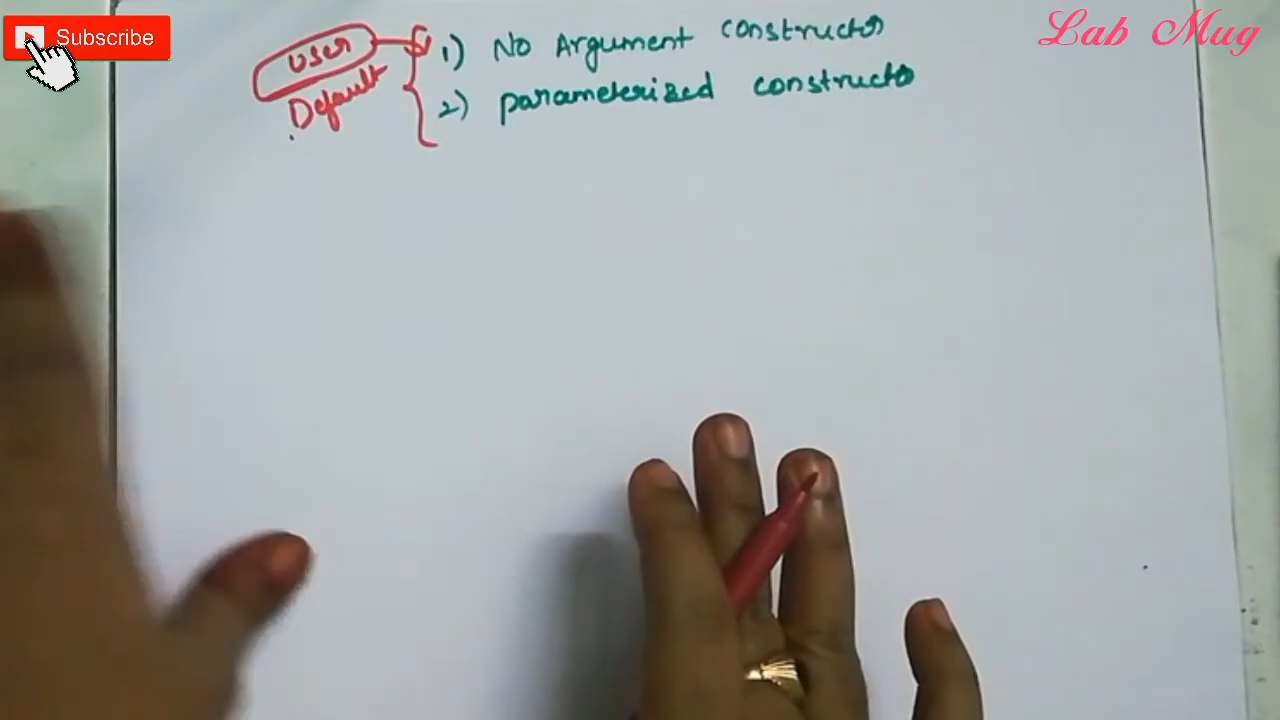 Subscribe
Lab Mug
User
Default
1) No Argument constructor
2) parameterized constructor